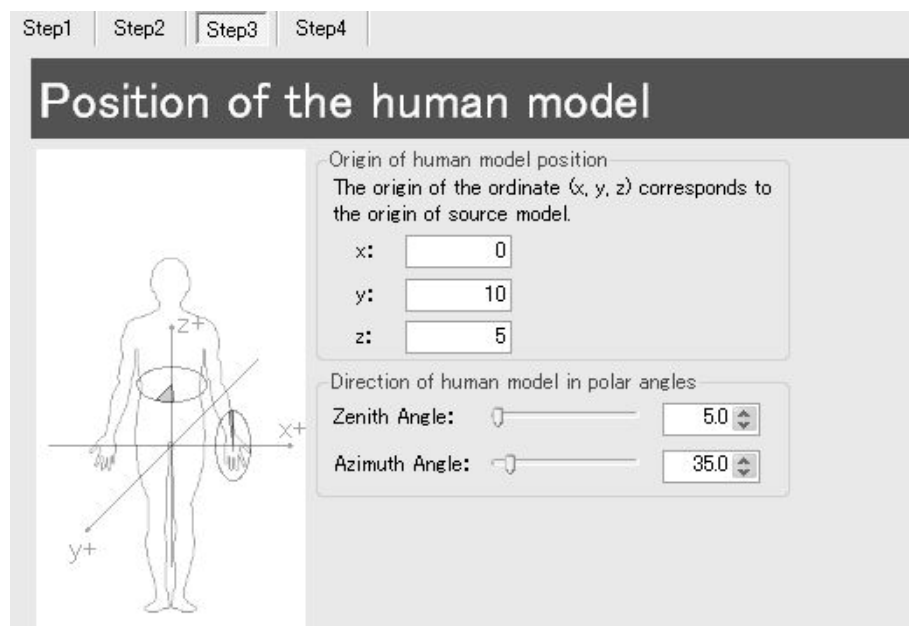 Step1 Step2 Step3 Step4
Position of the human model
Origin of human model position
The origin of the ordinate (x, y, z) corresponds to
the origin of source model.
x: 0
y: 10
z: 5
Direction of human model in polar angles
Zenith Angle: 5.0
Azimuth Angle: 35.0
z+
x+
y+